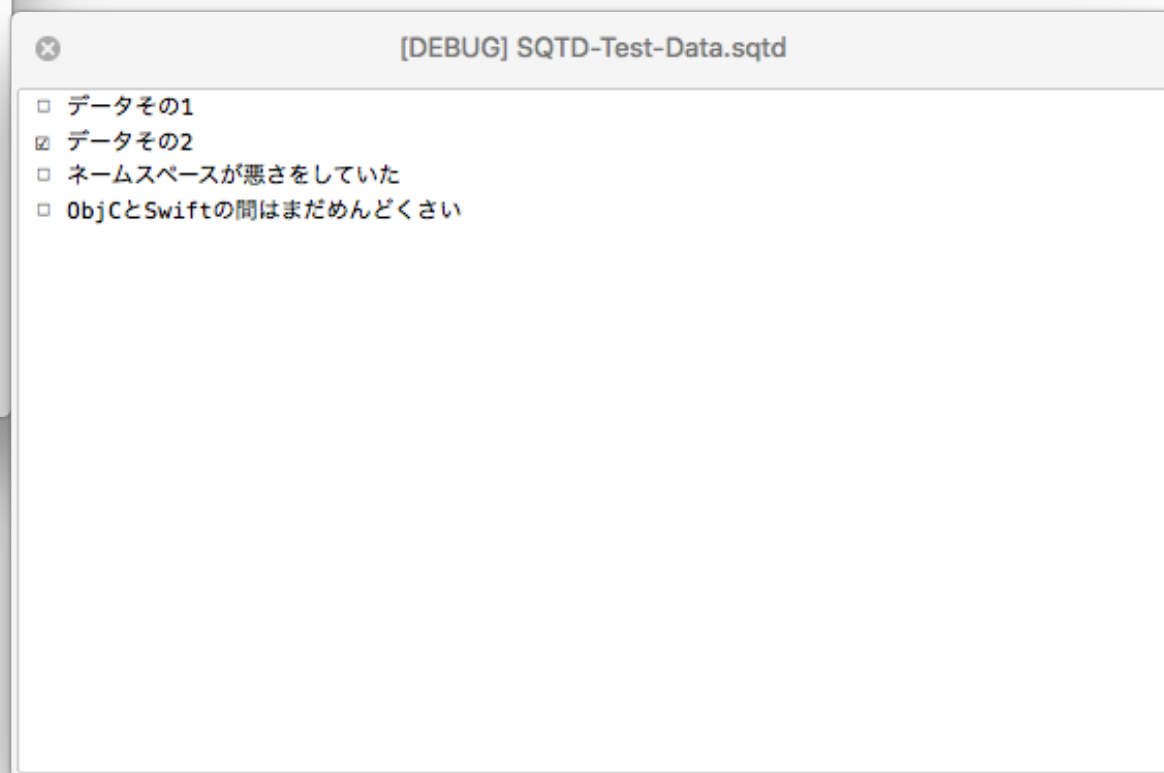 [DEBUG] SQTD-Test-Data.sqtd
☐ データその1
☑ データその2
☐ ネームスペースが悪さをしていた
☐ ObjCとSwiftの間はまだめんどくさい